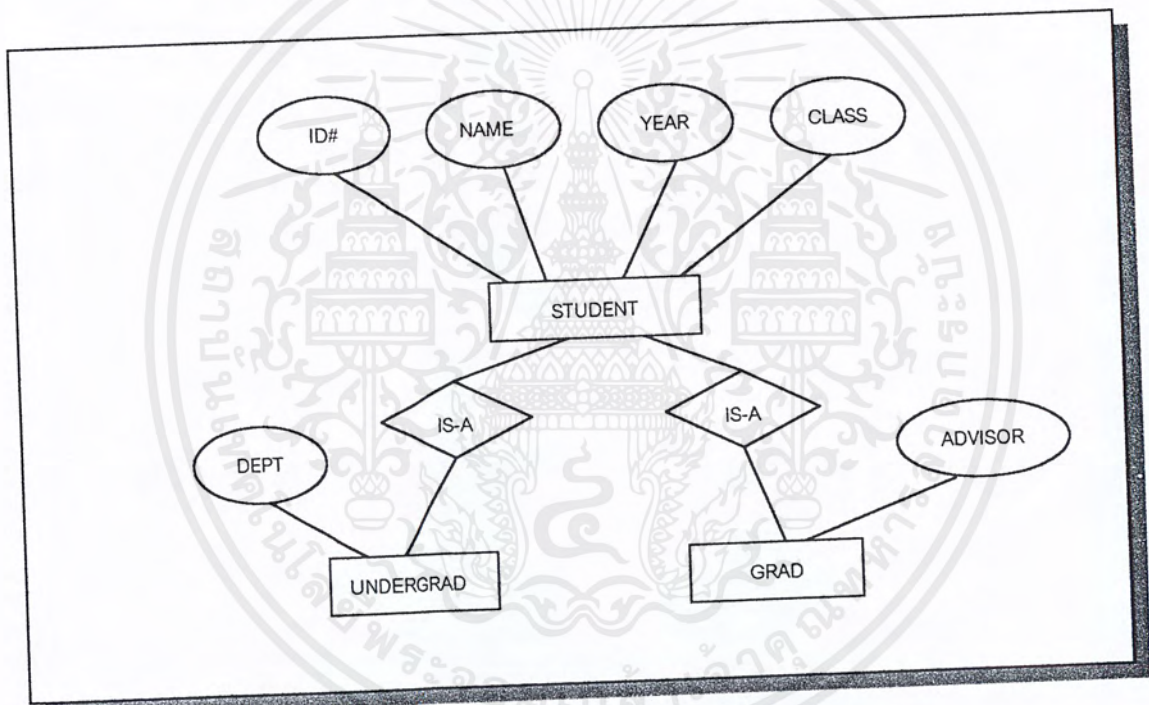 ID#
NAME
YEAR
CLASS
STUDENT
IS-A
IS-A
DEPT
ADVISOR
UNDERGRAD
GRAD